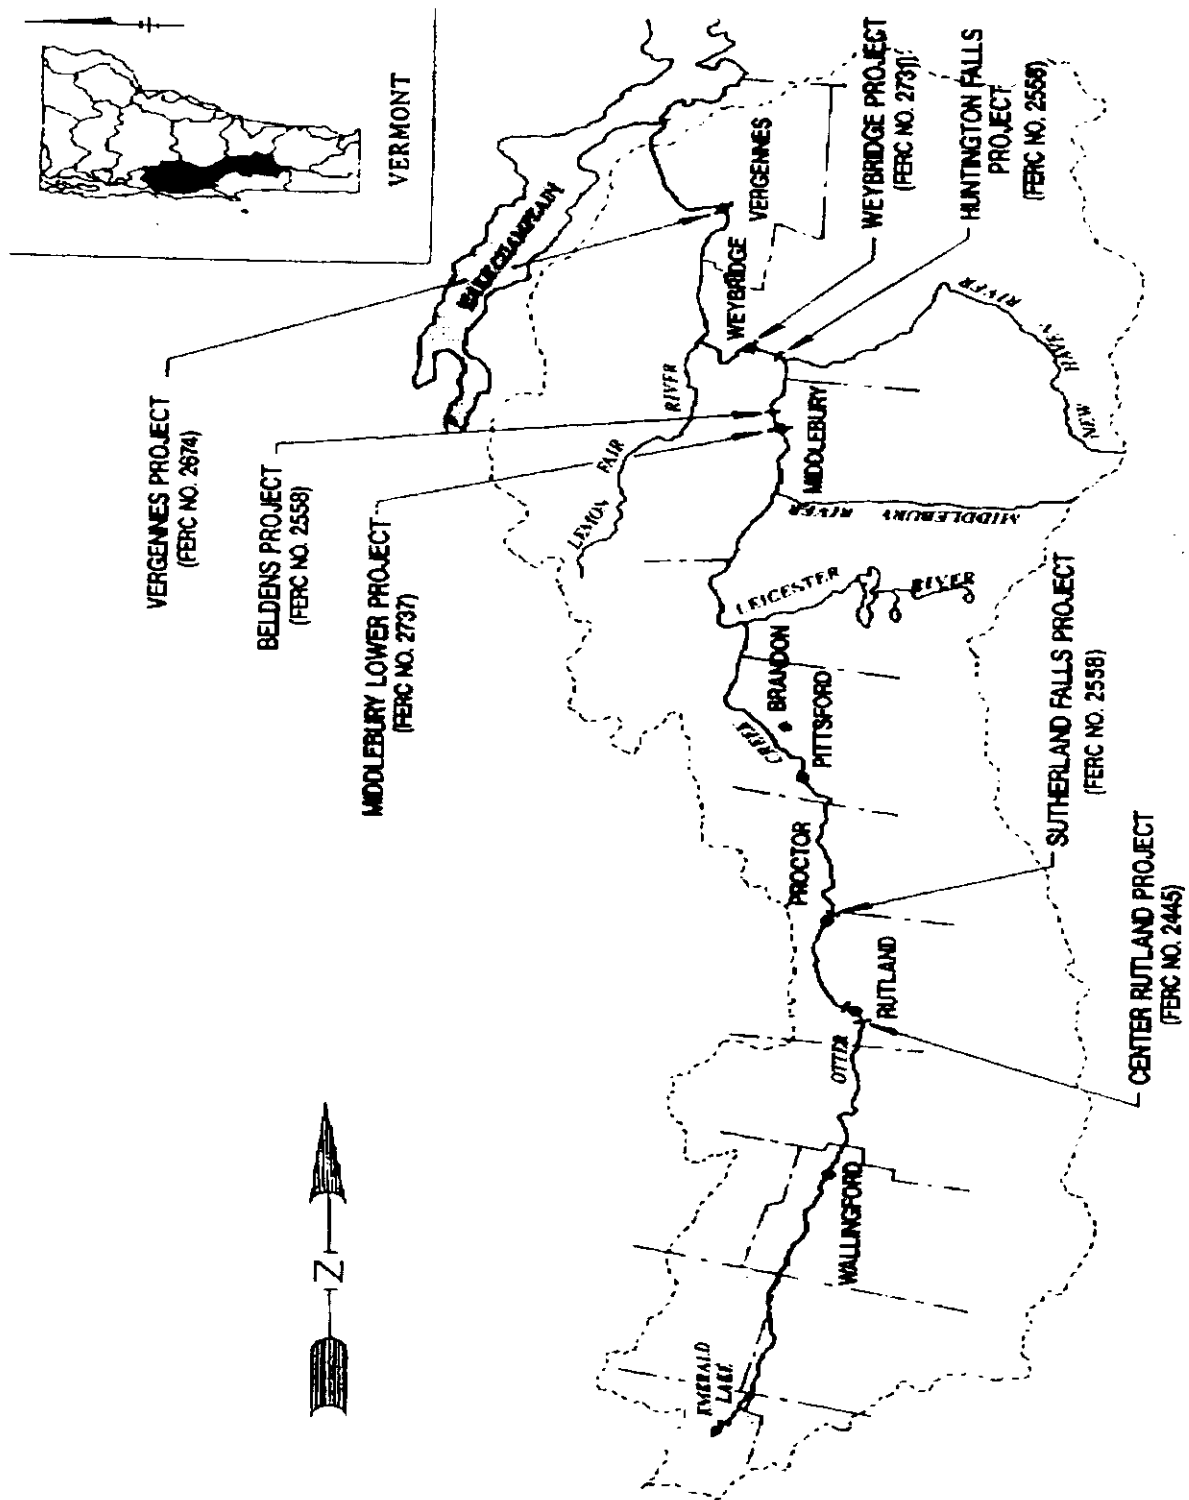 VERMONT
LAKE CHAMPLAIN
VERGENNES PROJECT
(FERC NO. 2674)
BELDENS PROJECT
(FERC NO. 2558)
MIDDLEBURY LOWER PROJECT
(FERC NO. 2737)
WEYBRIDGE PROJECT
(FERC NO. 2731)
HUNTINGTON FALLS
PROJECT
(FERC NO. 2558)
SUTHERLAND FALLS PROJECT
(FERC NO. 2558)
CENTER RUTLAND PROJECT
(FERC NO. 2445)
VERGENNES
WEYBRIDGE
MIDDLEBURY
BRANDON
PITTSFORD
PROCTOR
RUTLAND
WALLINGFORD
EMERALD
LAKE
OTTER
CREEK
LEMON FAIR RIVER
NEW HAVEN RIVER
MIDDLEBURY RIVER
LEICESTER RIVER
N